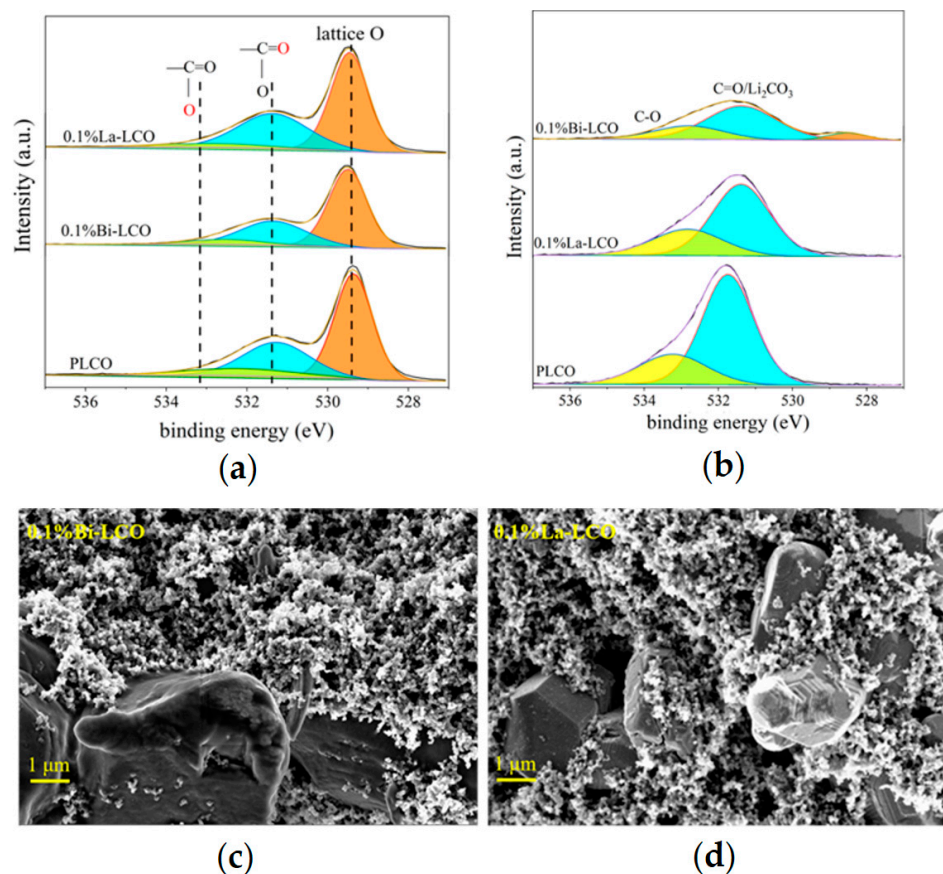 lattice O
C=O
O
C=O
O
0.1%La-LCO
0.1%Bi-LCO
PLCO
Intensity (a.u.)
536 534 532 530 528
binding energy (eV)
(a)
C-O
C=O/Li₂CO₃
0.1%Bi-LCO
0.1%La-LCO
PLCO
Intensity (a.u.)
536 534 532 530 528
binding energy (eV)
(b)
0.1%Bi-LCO
1 μm
(c)
0.1%La-LCO
1 μm
(d)